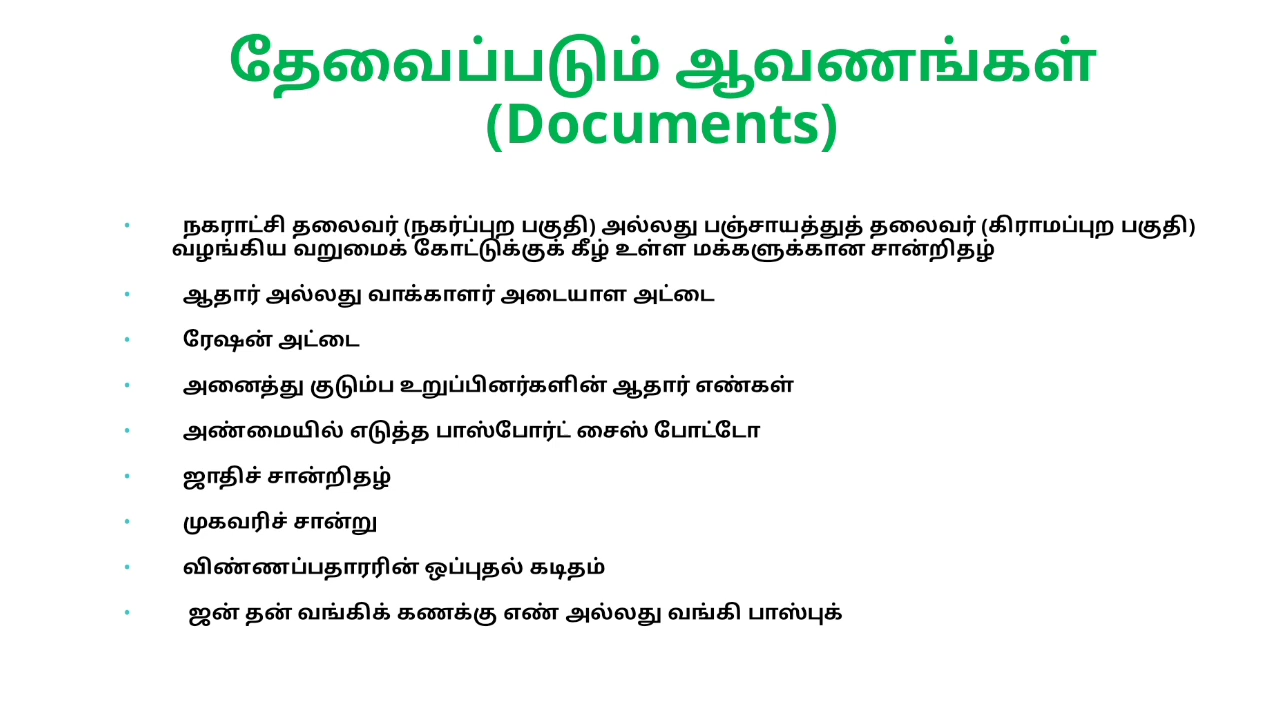 தேவைப்படும் ஆவணங்கள்
(Documents)
• நகராட்சி தலைவர் (நகர்ப்புற பகுதி) அல்லது பஞ்சாயத்துத் தலைவர் (கிராமப்புற பகுதி)
வழங்கிய வறுமைக் கோட்டுக்குக் கீழ் உள்ள மக்களுக்கான சான்றிதழ்
• ஆதார் அல்லது வாக்காளர் அடையாள அட்டை
• ரேஷன் அட்டை
• அனைத்து குடும்ப உறுப்பினர்களின் ஆதார் எண்கள்
• அண்மையில் எடுத்த பாஸ்போர்ட் சைஸ் போட்டோ
• ஜாதிச் சான்றிதழ்
• முகவரிச் சான்று
• விண்ணப்பதாரரின் ஒப்புதல் கடிதம்
• ஜன் தன் வங்கிக் கணக்கு எண் அல்லது வங்கி பாஸ்புக்